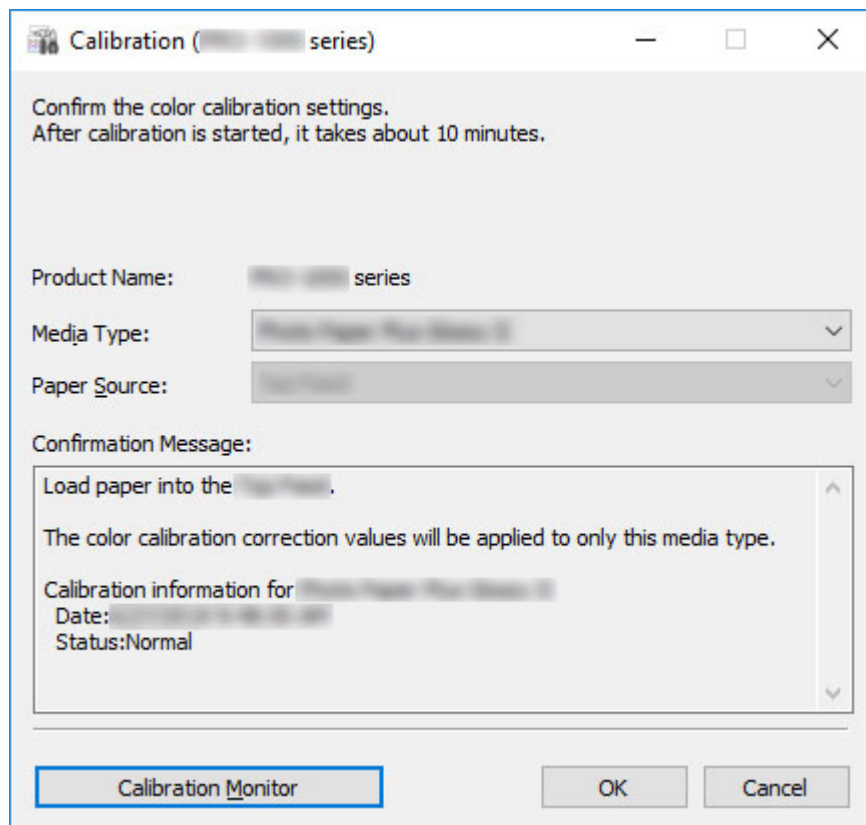 Calibration ( series)
Confirm the color calibration settings.
After calibration is started, it takes about 10 minutes.
Product Name: series
Media Type:
Paper Source:
Confirmation Message:
Load paper into the .
The color calibration correction values will be applied to only this media type.
Calibration information for
Date:
Status:Normal
Calibration Monitor OK Cancel